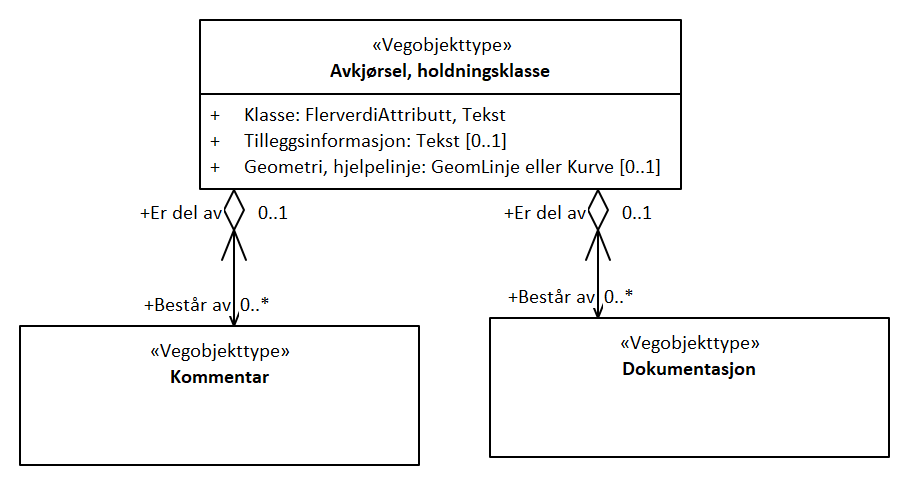 «Vegobjekttype»
Avkjørsel, holdningsklasse
+ Klasse: FlerverdiAttributt, Tekst
+ Tilleggsinformasjon: Tekst [0..1]
+ Geometri, hjelpelinje: GeomLinje eller Kurve [0..1]
+Er del av 0..1
+Er del av 0..1
+Består av 0..*
+Består av 0..*
«Vegobjekttype»
Kommentar
«Vegobjekttype»
Dokumentasjon